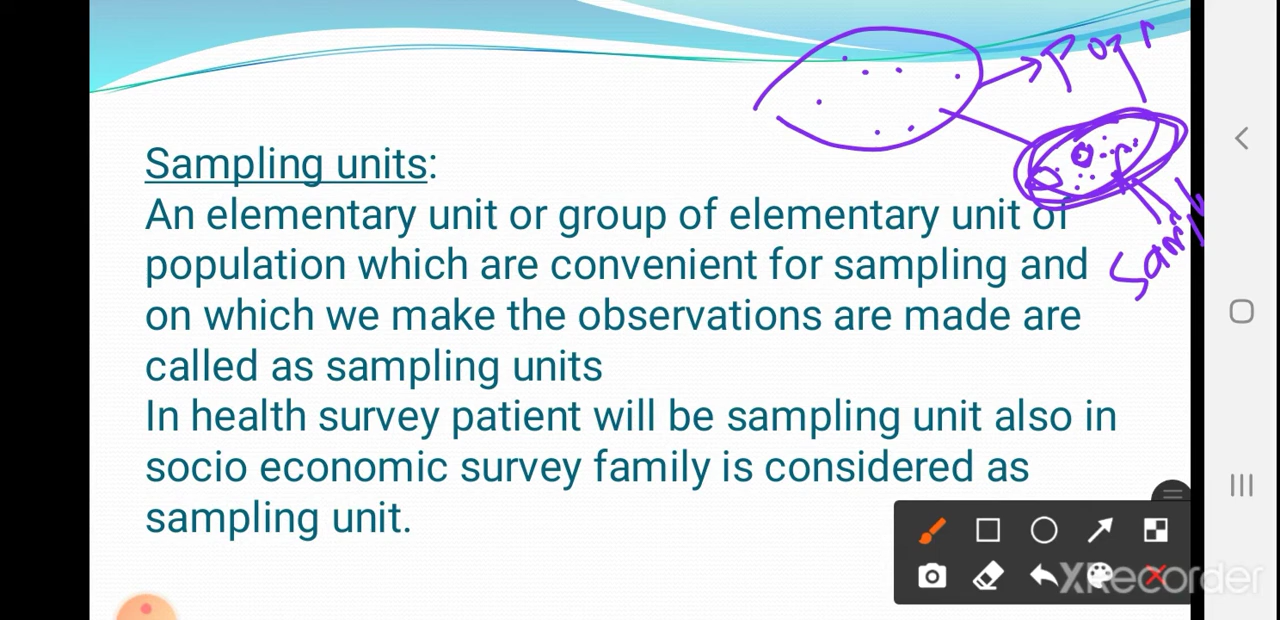 Sampling units:
An elementary unit or group of elementary unit of
population which are convenient for sampling and
on which we make the observations are made are
called as sampling units
In health survey patient will be sampling unit also in
socio economic survey family is considered as
sampling unit.
XRecorder